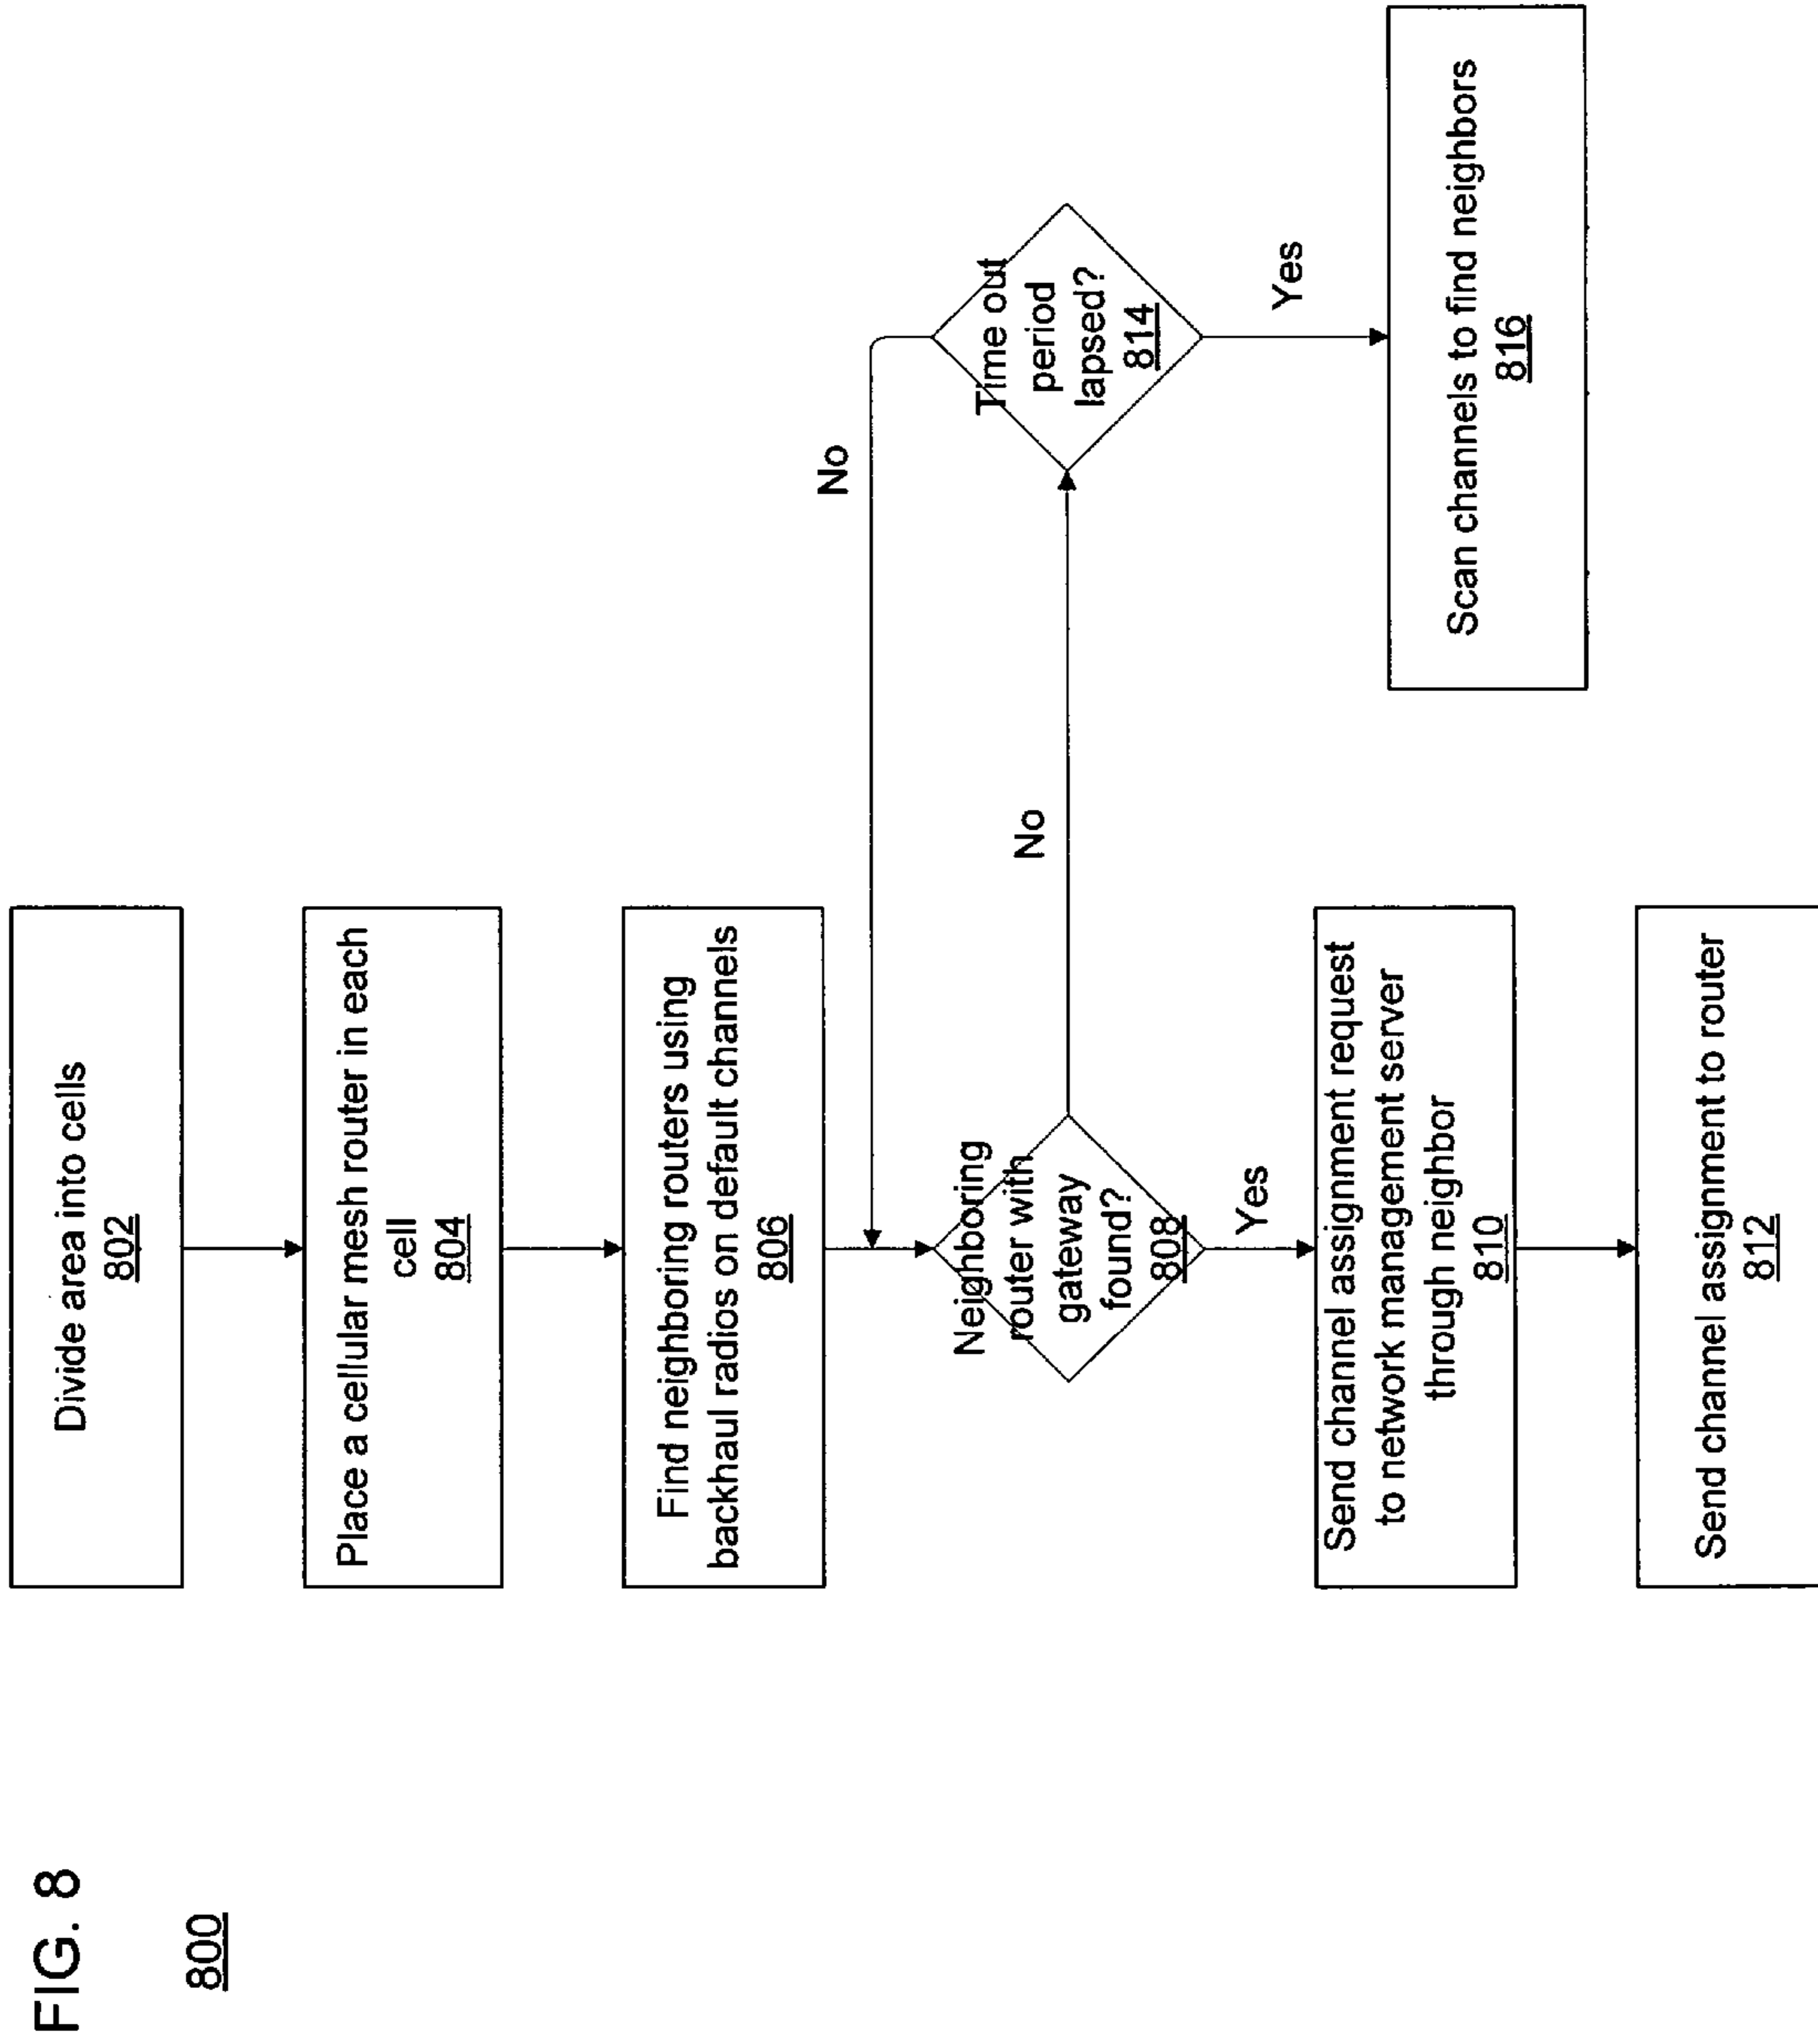 FIG. 8
800
Divide area into cells
802
Place a cellular mesh router in each
cell
804
Find neighboring routers using
backhaul radios on default channels
806
Neighboring
router with
gateway
found?
808
No
No
Time out
period
lapsed?
814
Yes
Yes
Send channel assignment request
to network management server
through neighbor
810
Scan channels to find neighbors
816
Send channel assignment to router
812